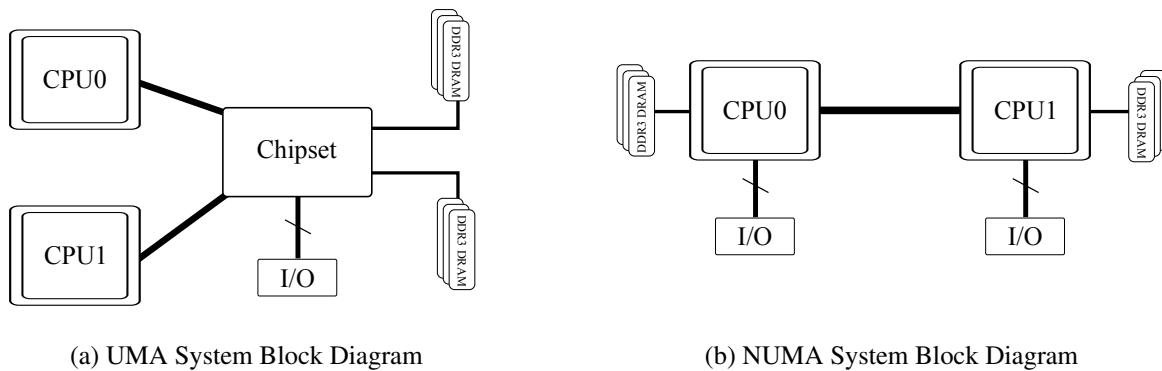 CPU0
DDR3 DRAM
Chipset
CPU1
DDR3 DRAM
I/O
(a) UMA System Block Diagram
DDR3 DRAM
CPU0
CPU1
DDR3 DRAM
I/O
I/O
(b) NUMA System Block Diagram